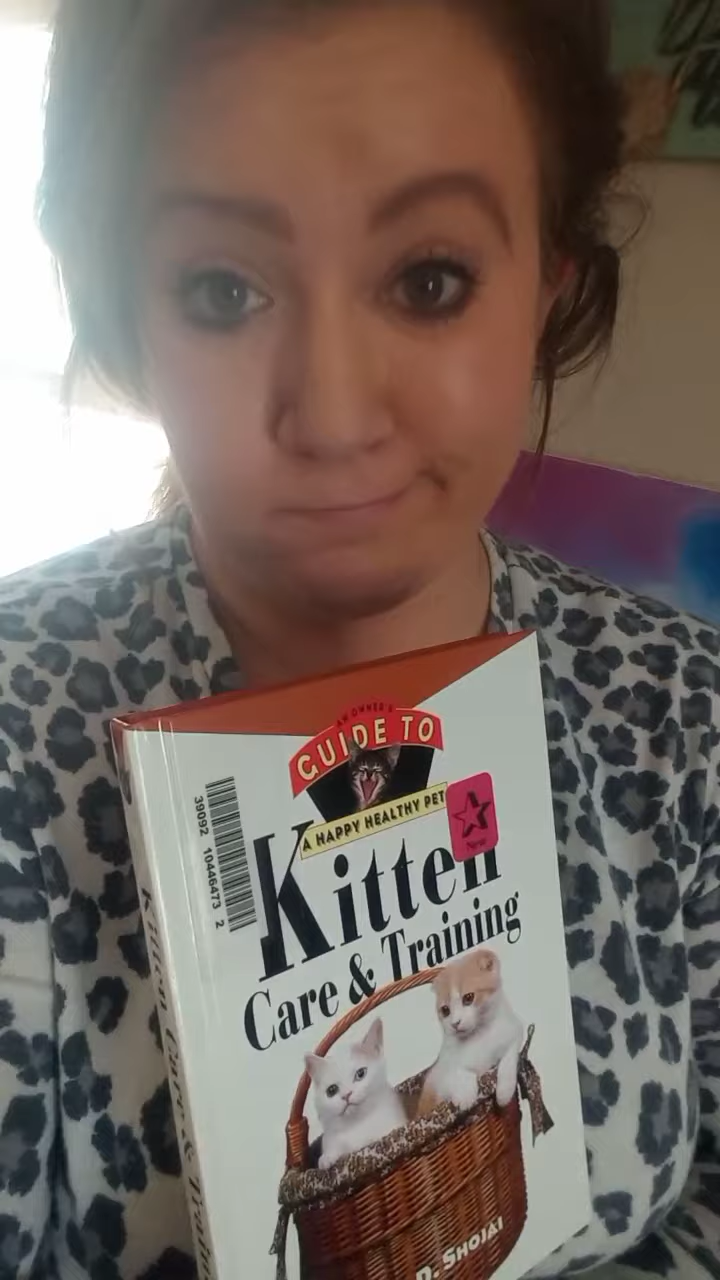 AN OWNER'S
GUIDE TO
A HAPPY HEALTHY PET
New
Kitten
Care & Training
39092 10446473 2
D. SHOJAI
Kitten Care & Training